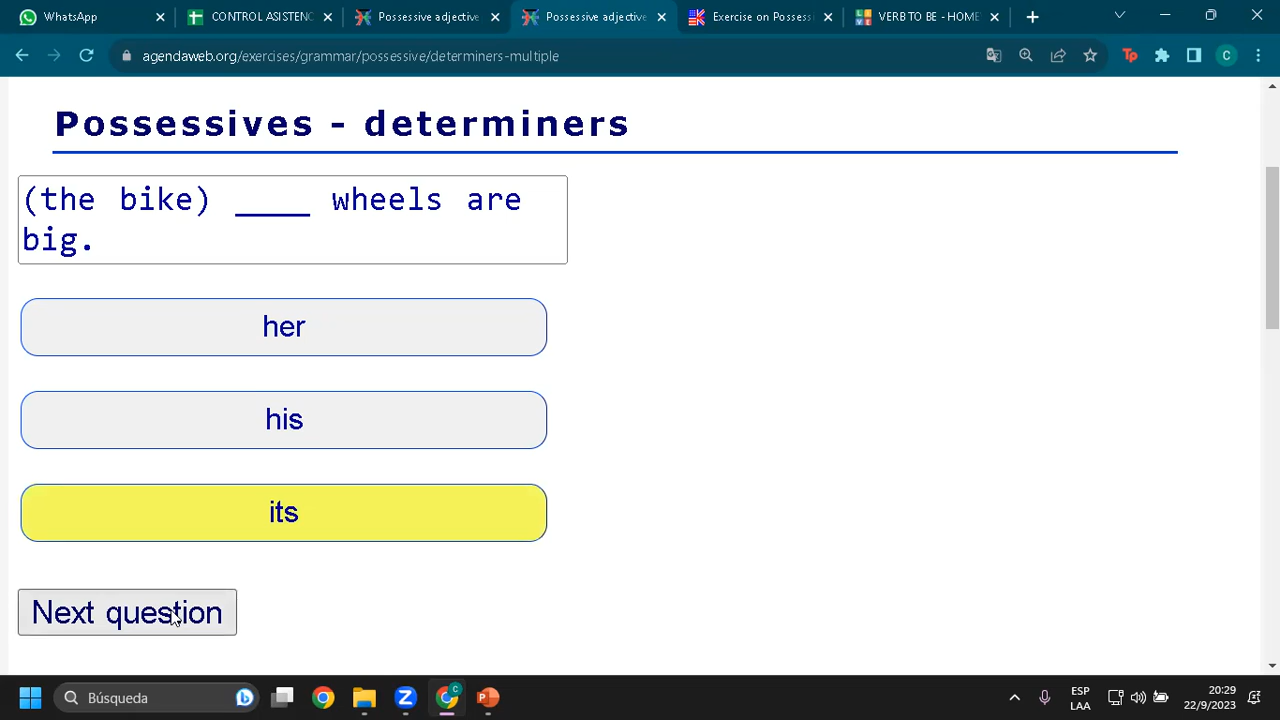 WhatsApp
CONTROL ASISTENC
Possessive adjective
Possessive adjective
Exercise on Possess
VERB TO BE - HOME
agendaweb.org/exercises/grammar/possessive/determiners-multiple
Tp
C
Possessives - determiners
(the bike) ____ wheels are
big.
her
his
its
Next question
Búsqueda
C
P
ESP
LAA
20:29
22/9/2023